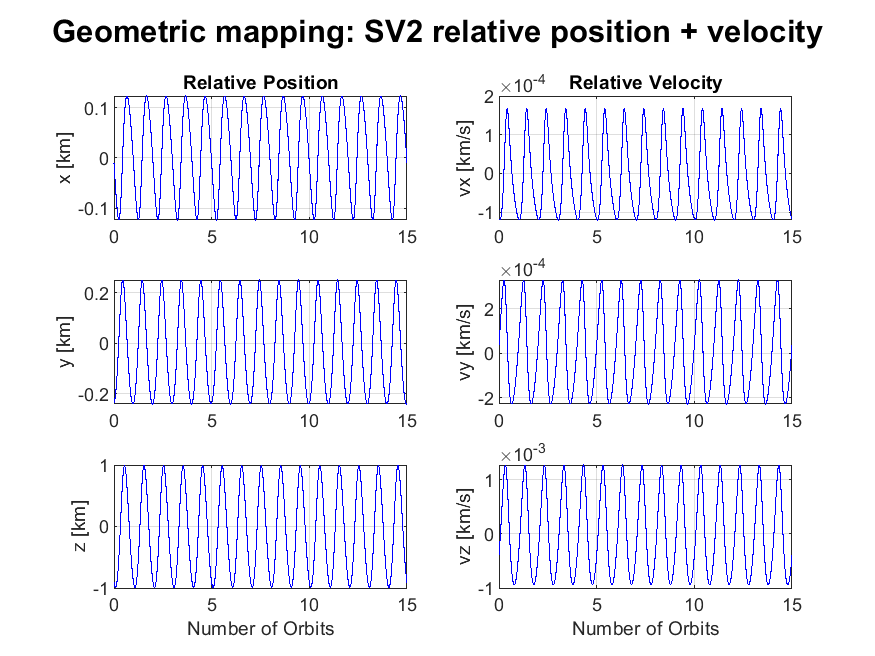 Geometric mapping: SV2 relative position + velocity
Relative Position
x [km]
0.1
0
-0.1
0 5 10 15
Relative Velocity
×10^-4
vx [km/s]
2
1
0
-1
0 5 10 15
y [km]
0.2
0
-0.2
0 5 10 15
×10^-4
vy [km/s]
2
0
-2
0 5 10 15
z [km]
1
0
-1
0 5 10 15
Number of Orbits
×10^-3
vz [km/s]
1
0
-1
0 5 10 15
Number of Orbits